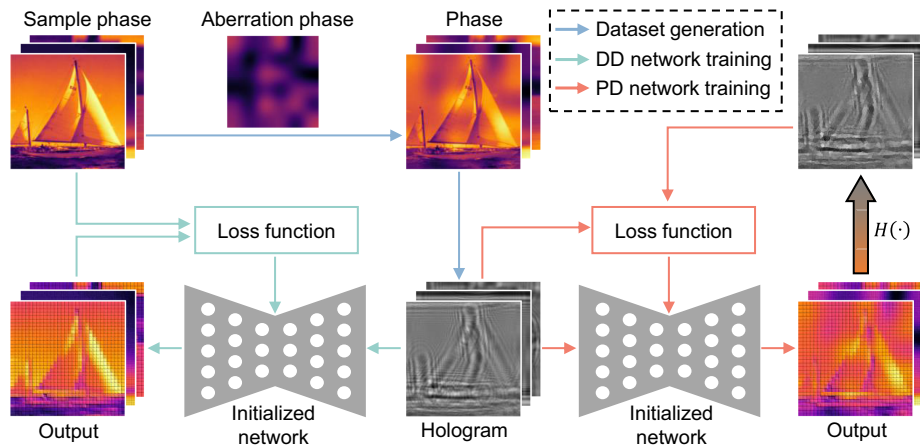 Sample phase
Aberration phase
Phase
Dataset generation
DD network training
PD network training
Loss function
Loss function
H(·)
Output
Initialized
network
Hologram
Initialized
network
Output